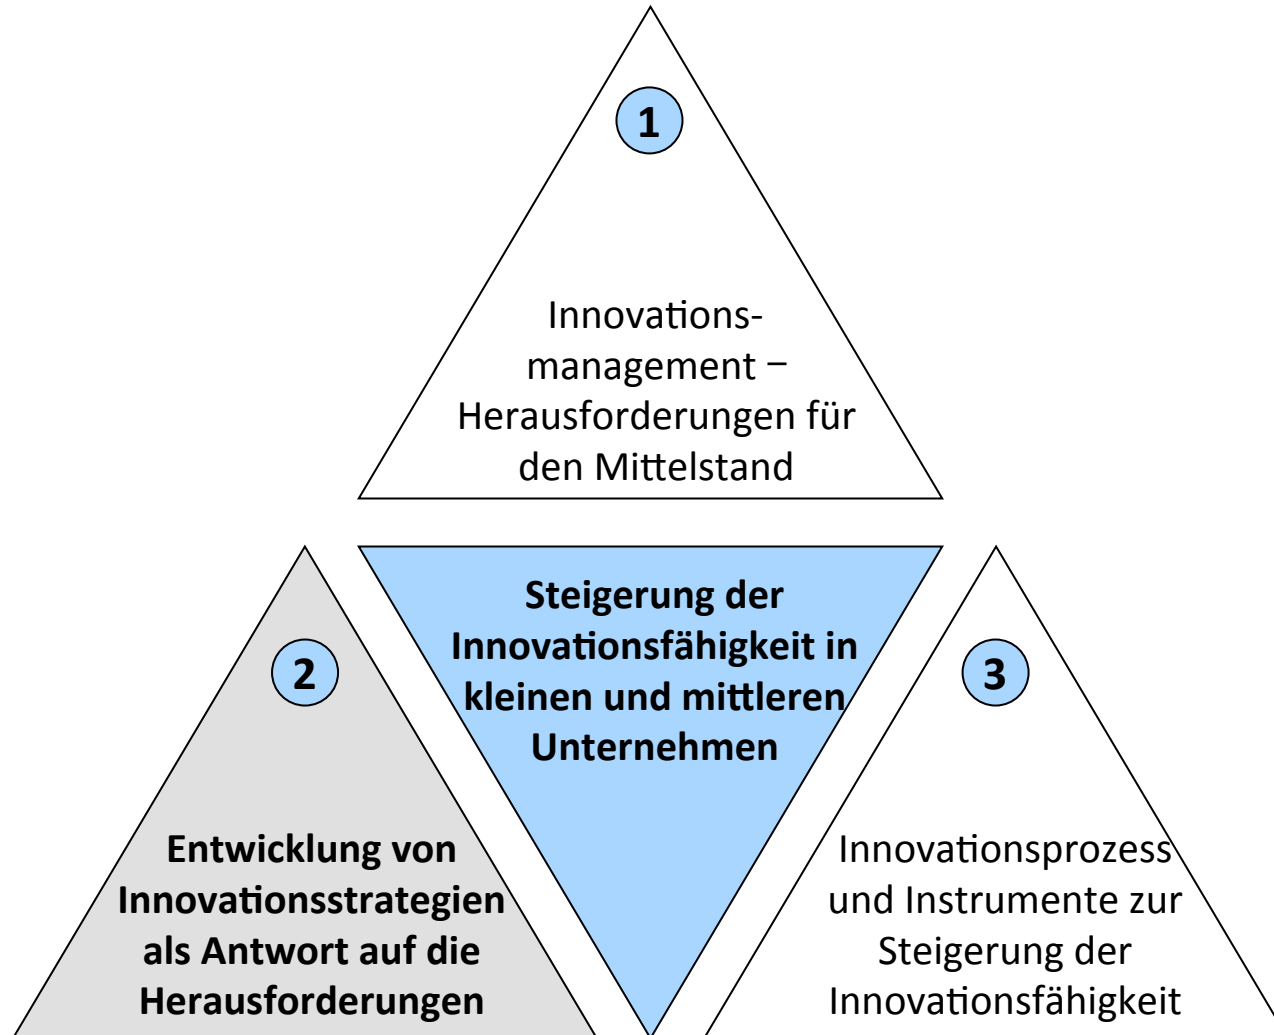 1
Innovations-
management –
Herausforderungen für
den Mittelstand
Steigerung der
Innovationsfähigkeit in
kleinen und mittleren
Unternehmen
2
Entwicklung von
Innovationsstrategien
als Antwort auf die
Herausforderungen
3
Innovationsprozess
und Instrumente zur
Steigerung der
Innovationsfähigkeit